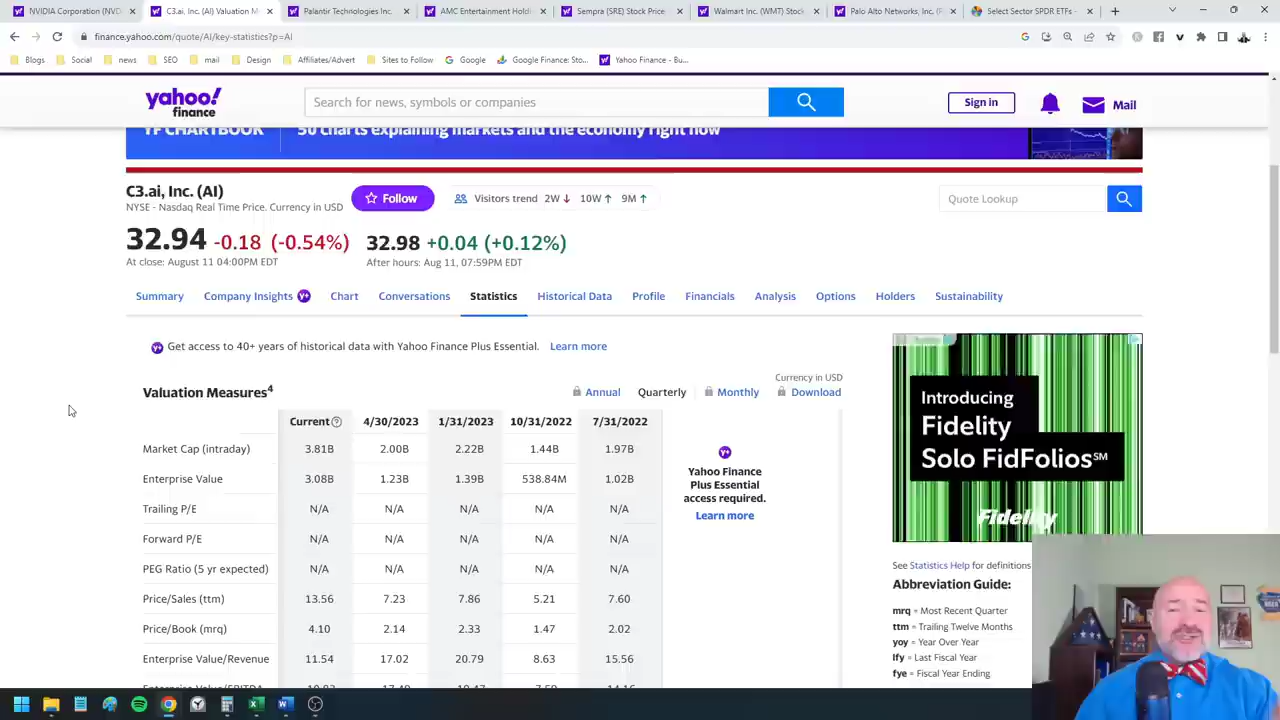 NVIDIA Corporation (NVDA)
C3.ai, Inc. (AI) Valuation M
Palantir Technologies Inc.
AMC Entertainment Holdi
Sempra (SRE) Stock Price
Walmart Inc. (WMT) Stock
Palo Alto Networks, Inc. (P
Select Sector SPDR ETFs -
finance.yahoo.com/quote/AI/key-statistics?p=AI
Blogs Social news SEO mail Design Affiliates/Advert Sites to Follow Google Google Finance: Sto... Yahoo Finance - Bu...
yahoo!
finance
Search for news, symbols or companies
Sign in
Mail
YF CHARTBOOK
50 charts explaining markets and the economy right now
C3.ai, Inc. (AI)
NYSE - Nasdaq Real Time Price. Currency in USD
Follow
Visitors trend 2W 10W 9M
Quote Lookup
32.94 -0.18 (-0.54%)
At close: August 11 04:00PM EDT
32.98 +0.04 (+0.12%)
After hours: Aug 11, 07:59PM EDT
Summary Company Insights Chart Conversations Statistics Historical Data Profile Financials Analysis Options Holders Sustainability
Get access to 40+ years of historical data with Yahoo Finance Plus Essential. Learn more
Currency in USD
Valuation Measures4
Annual Quarterly Monthly Download
Current 4/30/2023 1/31/2023 10/31/2022 7/31/2022
Market Cap (intraday) 3.81B 2.00B 2.22B 1.44B 1.97B
Enterprise Value 3.08B 1.23B 1.39B 538.84M 1.02B
Trailing P/E N/A N/A N/A N/A N/A
Forward P/E N/A N/A N/A N/A N/A
PEG Ratio (5 yr expected) N/A N/A N/A N/A N/A
Price/Sales (ttm) 13.56 7.23 7.86 5.21 7.60
Price/Book (mrq) 4.10 2.14 2.33 1.47 2.02
Enterprise Value/Revenue 11.54 17.02 20.79 8.63 15.56
Yahoo Finance
Plus Essential
access required.
Learn more
Introducing
Fidelity
Solo FidFolios℠
Fidelity
See Statistics Help for definitions
Abbreviation Guide:
mrq = Most Recent Quarter
ttm = Trailing Twelve Months
yoy = Year Over Year
lfy = Last Fiscal Year
fye = Fiscal Year Ending